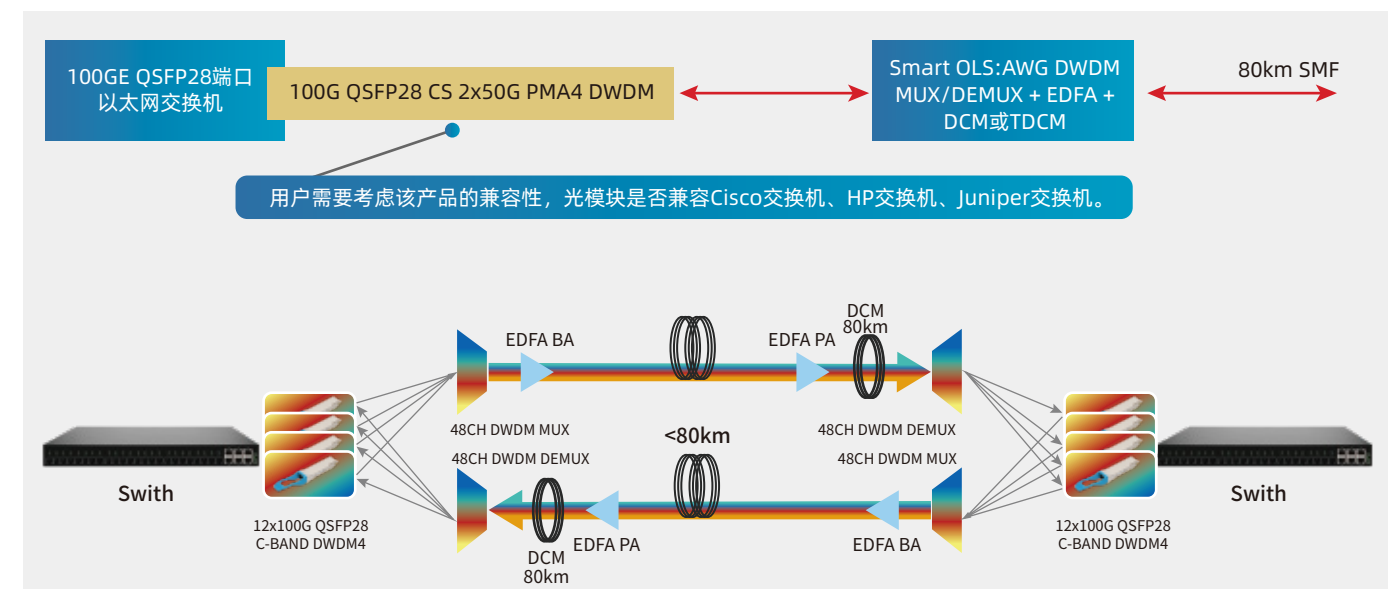 100GE QSFP28端口
以太网交换机
100G QSFP28 CS 2x50G PMA4 DWDM
Smart OLS:AWG DWDM
MUX/DEMUX + EDFA +
DCM或TDCM
80km SMF
用户需要考虑该产品的兼容性，光模块是否兼容Cisco交换机、HP交换机、Juniper交换机。
DCM
80km
EDFA BA
EDFA PA
48CH DWDM MUX
<80km
48CH DWDM DEMUX
48CH DWDM DEMUX
48CH DWDM MUX
Swith
Swith
12x100G QSFP28
C-BAND DWDM4
12x100G QSFP28
C-BAND DWDM4
EDFA PA
EDFA BA
DCM
80km